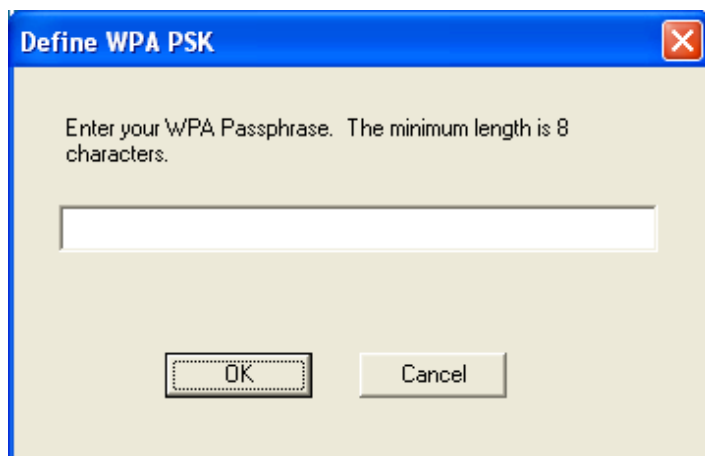 Define WPA PSK
Enter your WPA Passphrase.  The minimum length is 8
characters.
OK
Cancel